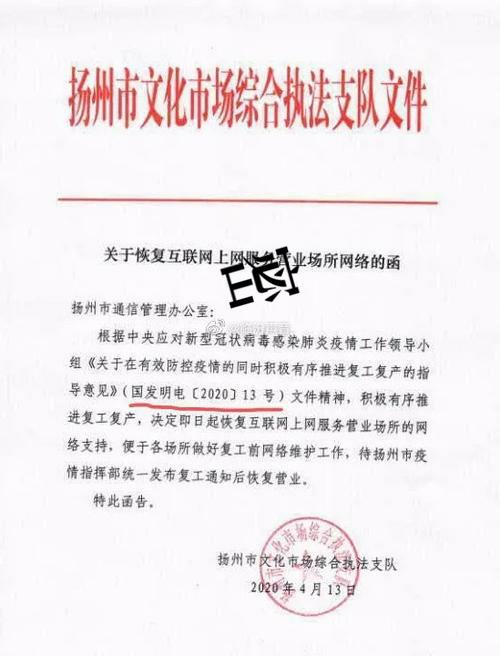 扬州市文化市场综合执法支队文件
关于恢复互联网上网服务营业场所网络的函
扬州市通信管理办公室：
根据中央应对新型冠状病毒感染肺炎疫情工作领导小
组《关于在有效防控疫情的同时积极有序推进复工复产的指
导意见》（国发明电〔2020〕13 号）文件精神，积极有序推
进复工复产，决定即日起恢复互联网上网服务营业场所的
网络支持，便于各场所做好复工前网络维护工作，待扬州市疫
情指挥部统一发布复工通知后恢复营业。
特此函告。
扬州市文化市场综合执法支队
扬州市文化市场综合执法支队
2020 年 4 月 13 日